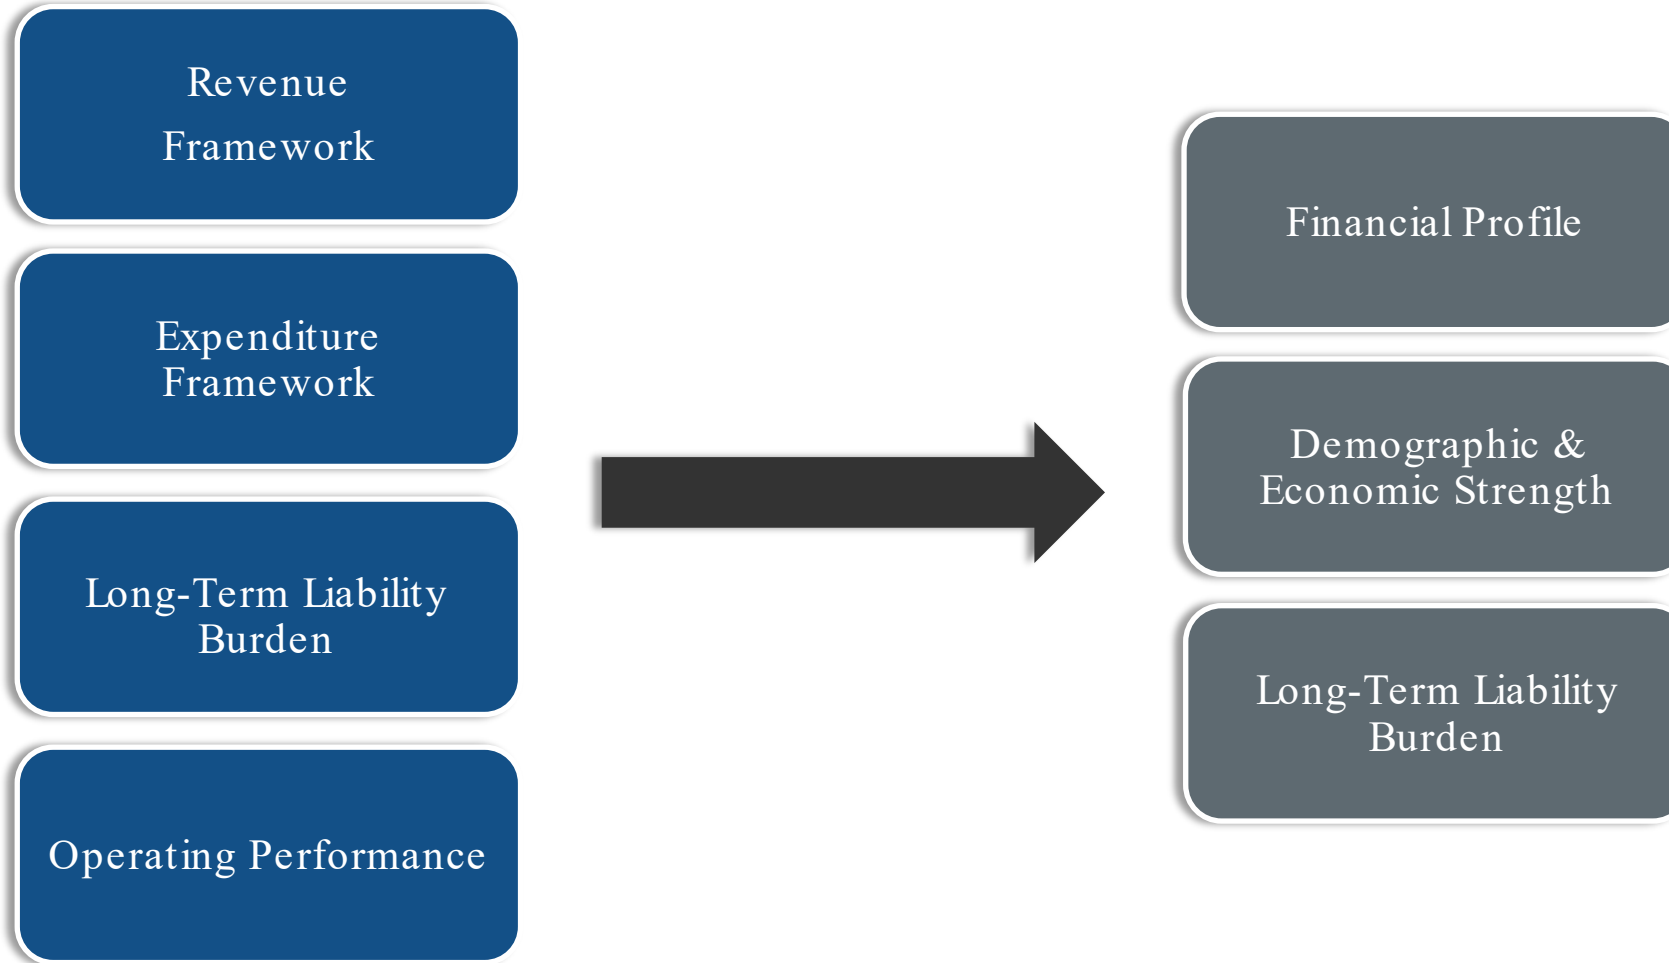 Revenue
Framework
Expenditure
Framework
Long-Term Liability
Burden
Operating Performance
Financial Profile
Demographic &
Economic Strength
Long-Term Liability
Burden